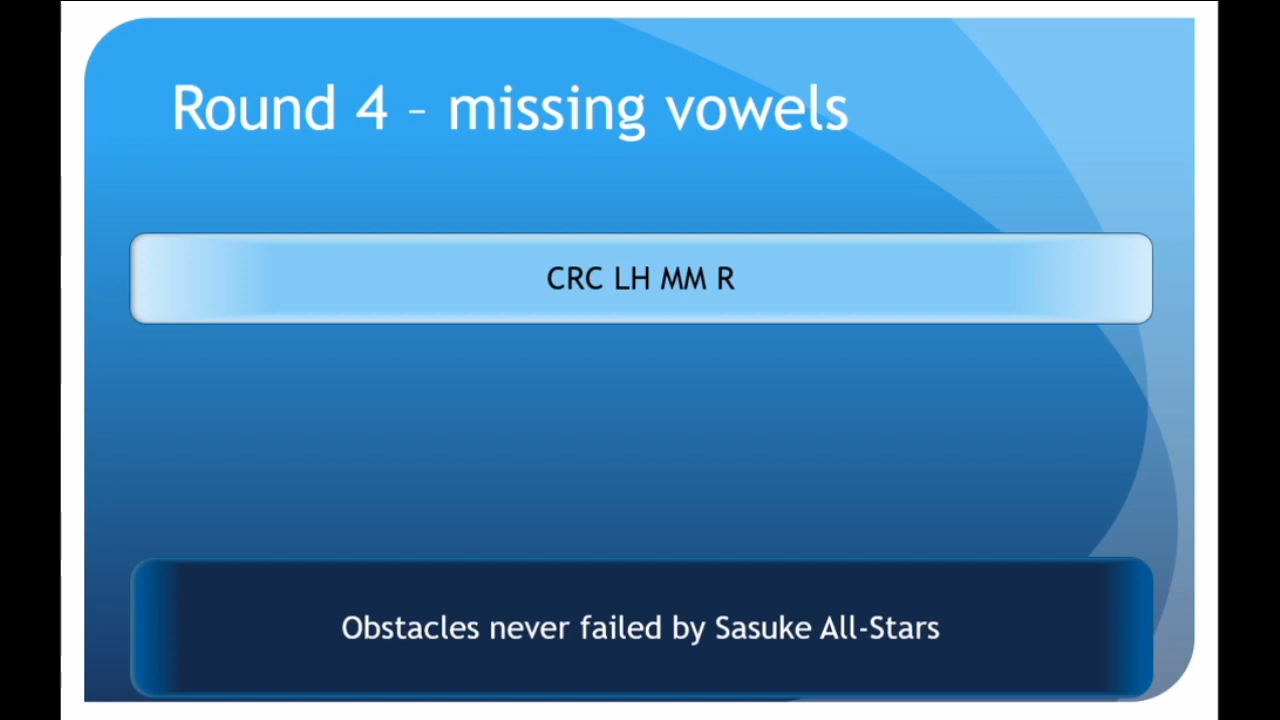 Round 4 – missing vowels
CRC LH MM R
Obstacles never failed by Sasuke All-Stars